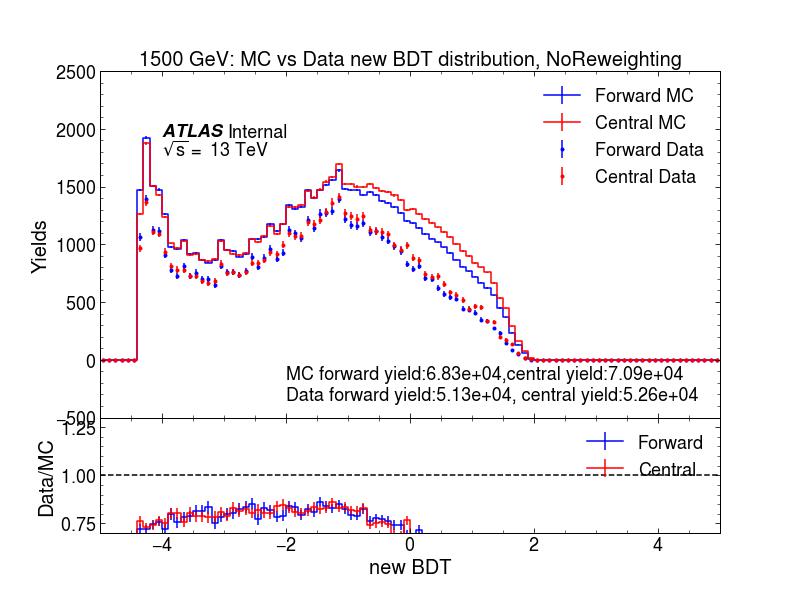 1500 GeV: MC vs Data new BDT distribution, NoReweighting
2500
2000
1500
1000
500
0
−500
Yields
ATLAS Internal
√s = 13 TeV
Forward MC
Central MC
Forward Data
Central Data
MC forward yield:6.83e+04,central yield:7.09e+04
Data forward yield:5.13e+04, central yield:5.26e+04
1.25
1.00
0.75
Data/MC
Forward
Central
−4 −2 0 2 4
new BDT